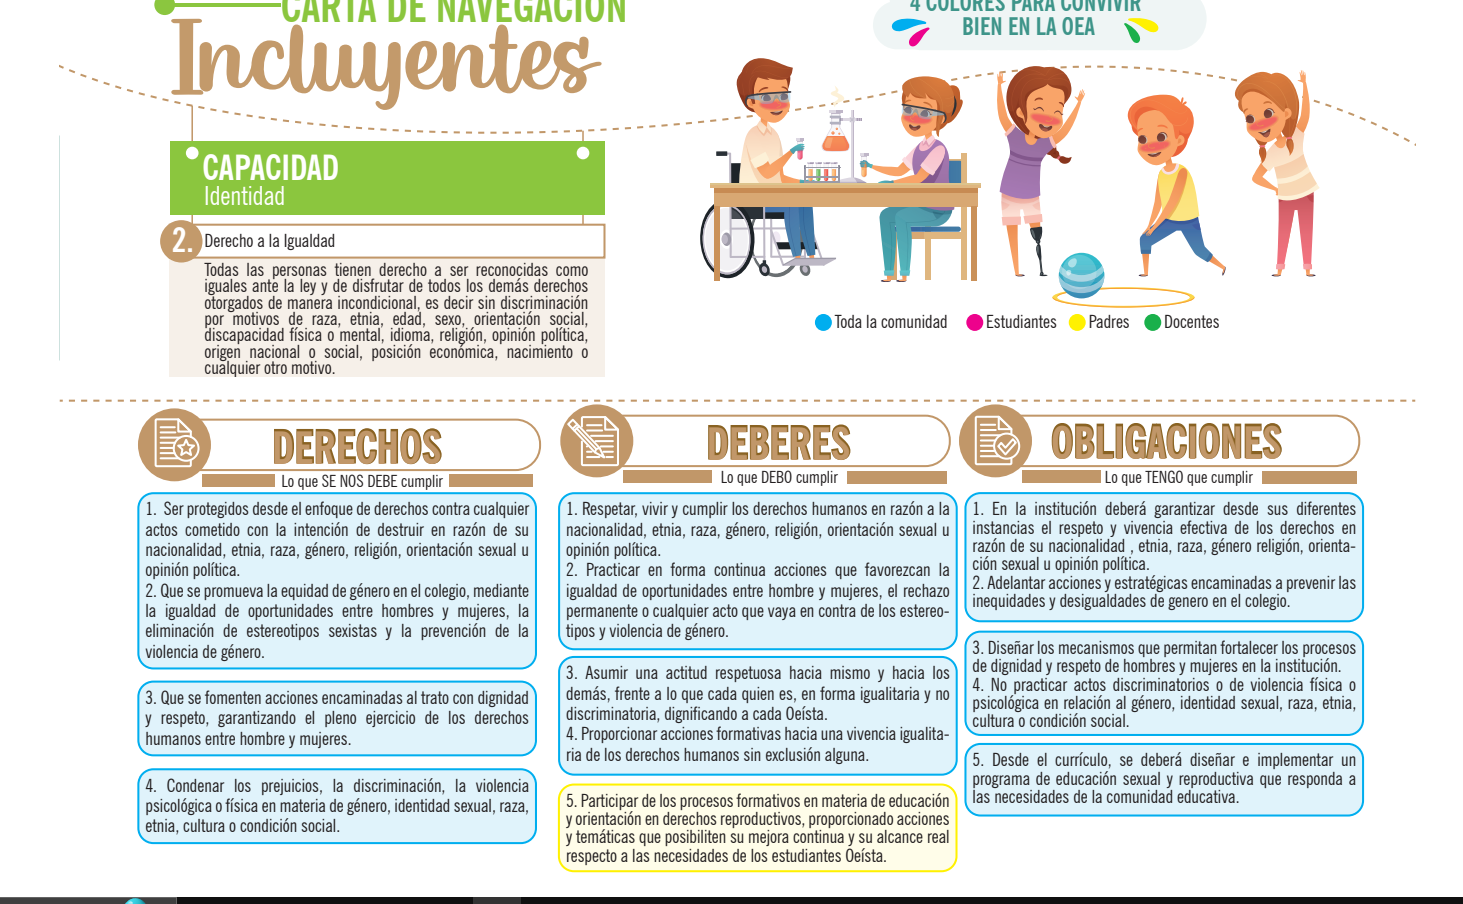 CARTA DE NAVEGACIÓN
Incluyentes
4 COLORES PARA CONVIVIR
BIEN EN LA OEA
CAPACIDAD
Identidad
2.
Derecho a la Igualdad
Todas las personas tienen derecho a ser reconocidas como
iguales ante la ley y de disfrutar de todos los demás derechos
otorgados de manera incondicional, es decir sin discriminación
por motivos de raza, etnia, edad, sexo, orientación social,
discapacidad física o mental, idioma, religión, opinión política,
origen nacional o social, posición económica, nacimiento o
cualquier otro motivo.
Toda la comunidad
Estudiantes
Padres
Docentes
DERECHOS
Lo que SE NOS DEBE cumplir
1. Ser protegidos desde el enfoque de derechos contra cualquier
actos cometido con la intención de destruir en razón de su
nacionalidad, etnia, raza, género, religión, orientación sexual u
opinión política.
2. Que se promueva la equidad de género en el colegio, mediante
la igualdad de oportunidades entre hombres y mujeres, la
eliminación de estereotipos sexistas y la prevención de la
violencia de género.
3. Que se fomenten acciones encaminadas al trato con dignidad
y respeto, garantizando el pleno ejercicio de los derechos
humanos entre hombre y mujeres.
4. Condenar los prejuicios, la discriminación, la violencia
psicológica o física en materia de género, identidad sexual, raza,
etnia, cultura o condición social.
DEBERES
Lo que DEBO cumplir
1. Respetar, vivir y cumplir los derechos humanos en razón a la
nacionalidad, etnia, raza, género, religión, orientación sexual u
opinión política.
2. Practicar en forma continua acciones que favorezcan la
igualdad de oportunidades entre hombre y mujeres, el rechazo
permanente o cualquier acto que vaya en contra de los estereo-
tipos y violencia de género.
3. Asumir una actitud respetuosa hacia mismo y hacia los
demás, frente a lo que cada quien es, en forma igualitaria y no
discriminatoria, dignificando a cada Oeísta.
4. Proporcionar acciones formativas hacia una vivencia igualita-
ria de los derechos humanos sin exclusión alguna.
5. Participar de los procesos formativos en materia de educación
y orientación en derechos reproductivos, proporcionado acciones
y temáticas que posibiliten su mejora continua y su alcance real
respecto a las necesidades de los estudiantes Oeísta.
OBLIGACIONES
Lo que TENGO que cumplir
1. En la institución deberá garantizar desde sus diferentes
instancias el respeto y vivencia efectiva de los derechos en
razón de su nacionalidad , etnia, raza, género religión, orienta-
ción sexual u opinión política.
2. Adelantar acciones y estratégicas encaminadas a prevenir las
inequidades y desigualdades de genero en el colegio.
3. Diseñar los mecanismos que permitan fortalecer los procesos
de dignidad y respeto de hombres y mujeres en la institución.
4. No practicar actos discriminatorios o de violencia física o
psicológica en relación al género, identidad sexual, raza, etnia,
cultura o condición social.
5. Desde el currículo, se deberá diseñar e implementar un
programa de educación sexual y reproductiva que responda a
las necesidades de la comunidad educativa.